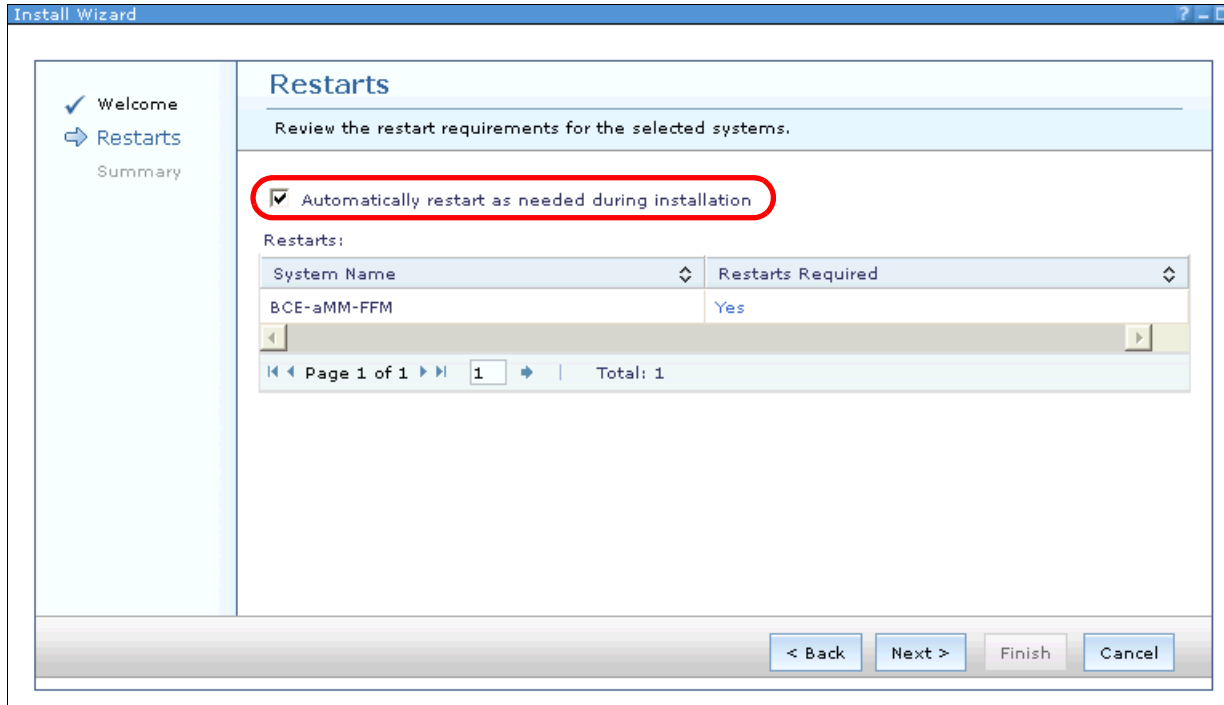 Install Wizard ?
Welcome
Restarts
Summary
Restarts
Review the restart requirements for the selected systems.
Automatically restart as needed during installation
Restarts:
System Name Restarts Required
BCE-aMM-FFM Yes
Page 1 of 1 1 | Total: 1
< Back Next > Finish Cancel